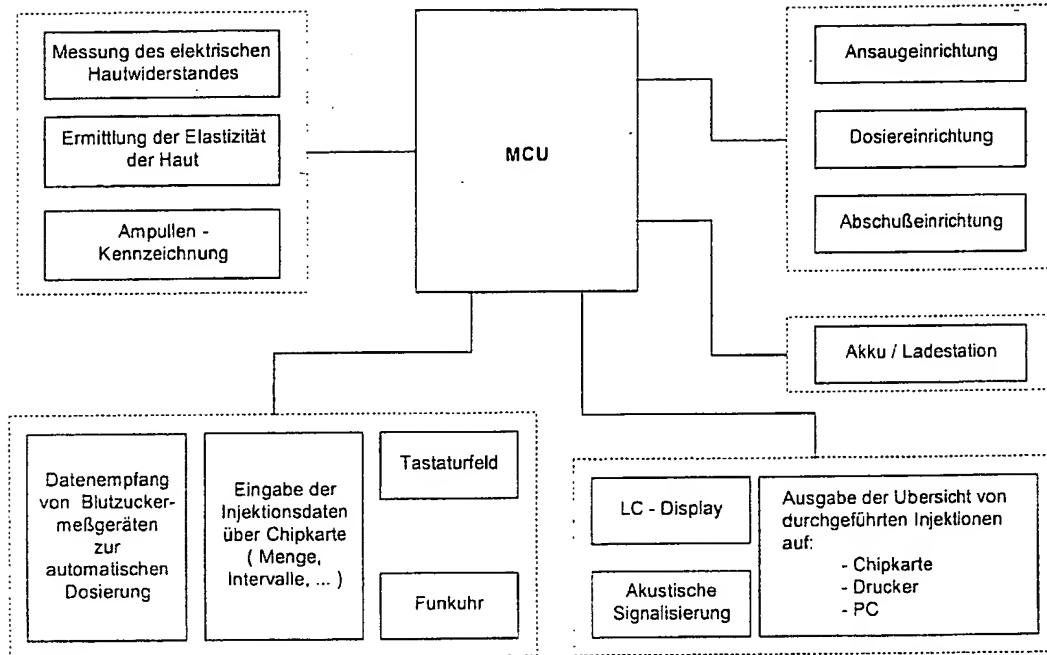 Messung des elektrischen
Hautwiderstandes
Ermittlung der Elastizität
der Haut
Ampullen -
Kennzeichnung
MCU
Ansaugeinrichtung
Dosiereinrichtung
Abschußeinrichtung
Akku / Ladestation
Datenempfang
von Blutzucker-
meßgeräten
zur
automatischen
Dosierung
Eingabe der
Injektionsdaten
über Chipkarte
( Menge,
Intervalle, ... )
Tastaturfeld
Funkuhr
LC - Display
Akustische
Signalisierung
Ausgabe der Ubersicht von
durchgeführten Injektionen
auf:
- Chipkarte
- Drucker
- PC